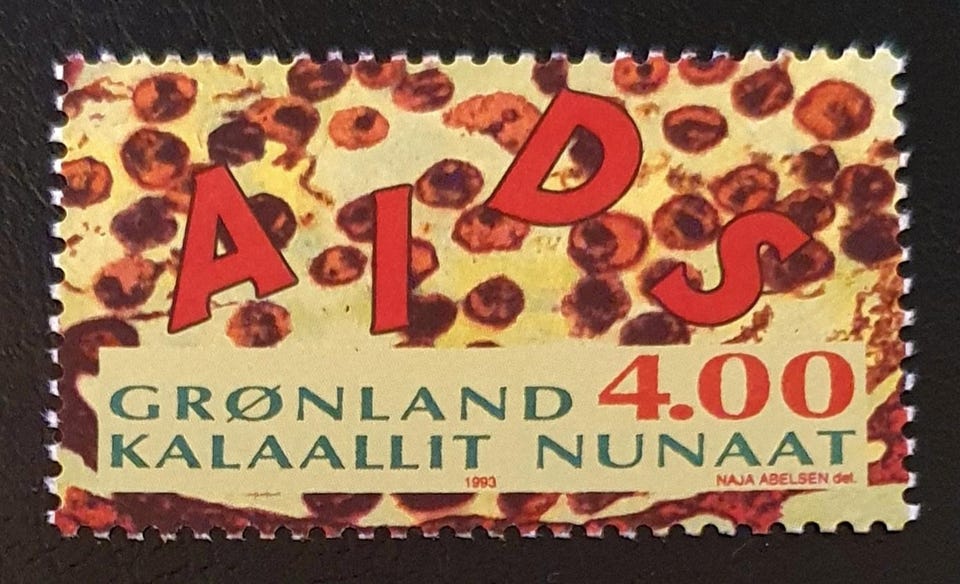 AIDS
GRØNLAND 4.00
KALAALLIT NUNAAT
1993 NAJA ABELSEN del.